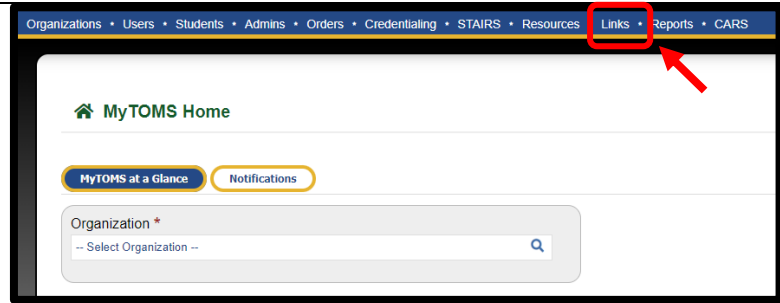 Organizations • Users • Students • Admins • Orders • Credentialing • STAIRS • Resources Links • Reports • CARS
MyTOMS Home
MyTOMS at a Glance Notifications
Organization *
-- Select Organization --